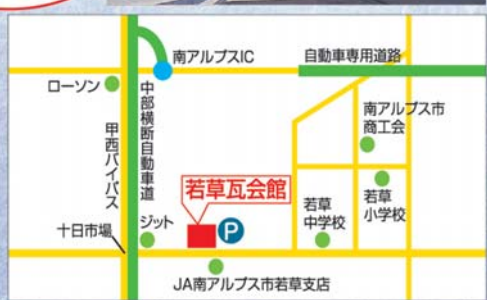 南アルプスIC
自動車専用道路
ローソン
中部横断自動車道
甲西バイパス
南アルプス市
商工会
若草瓦会館
P
若草
中学校
若草
小学校
ジット
十日市場
JA南アルプス市若草支店